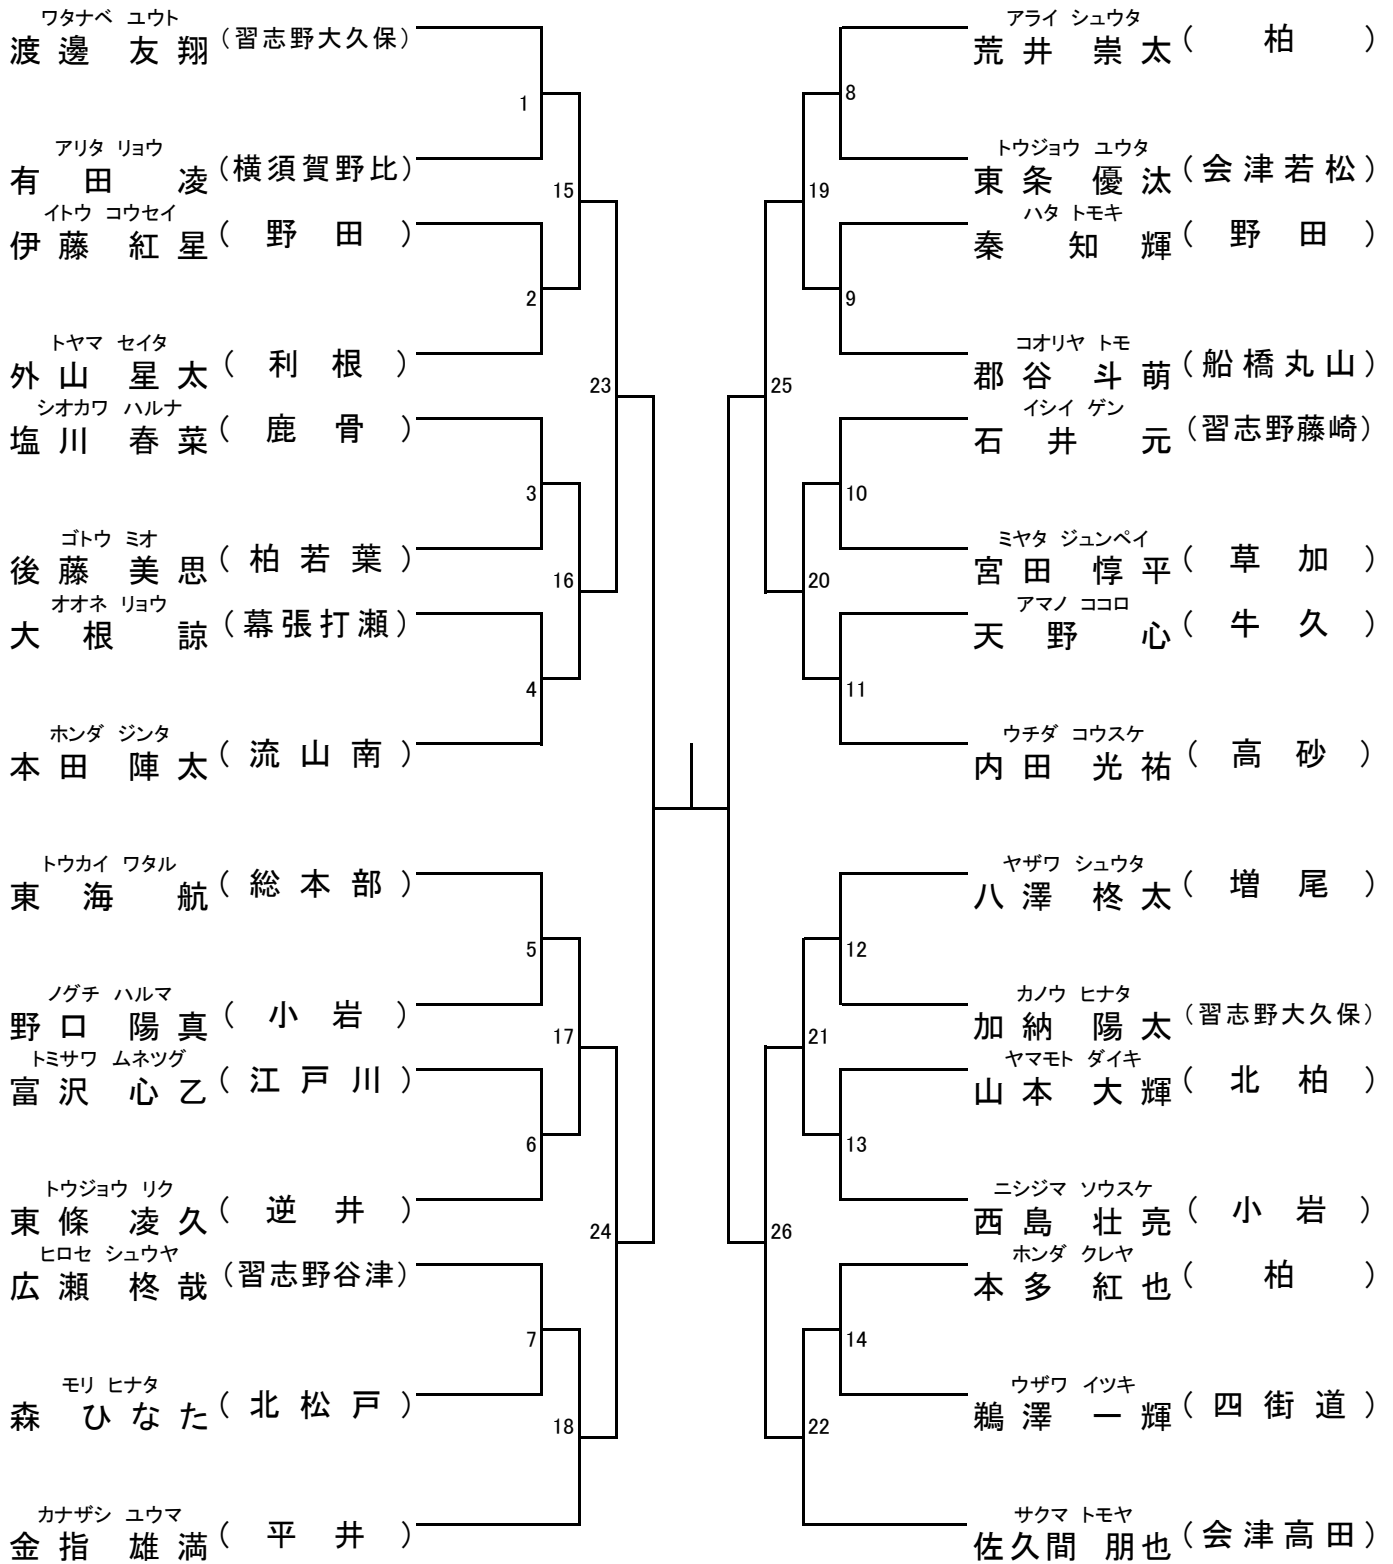 ワタナベ ユウト
渡邊 友翔 (習志野大久保)
1
アリタ リョウ
有田 凌 (横須賀野比)
15
イトウ コウセイ
伊藤 紅星 ( 野田 )
2
トヤマ セイタ
外山 星太 ( 利根 )
23
シオカワ ハルナ
塩川 春菜 ( 鹿骨 )
3
ゴトウ ミオ
後藤 美思 ( 柏若葉 )
16
オオネ リョウ
大根 諒 (幕張打瀬)
4
ホンダ ジンタ
本田 陣太 ( 流山南 )
トウカイ ワタル
東海 航 ( 総本部 )
5
ノグチ ハルマ
野口 陽真 ( 小岩 )
17
トミサワ ムネツグ
富沢 心乙 ( 江戸川 )
6
トウジョウ リク
東條 凌久 ( 逆井 )
24
ヒロセ シュウヤ
広瀬 柊哉 (習志野谷津)
7
モリ ヒナタ
森 ひなた ( 北松戸 )
18
カナザシ ユウマ
金指 雄満 ( 平井 )
アライ シュウタ
荒井 崇太 ( 柏 )
8
トウジョウ ユウタ
東条 優汰 (会津若松)
19
ハタ トモキ
秦 知輝 ( 野田 )
9
コオリヤ トモ
郡谷 斗萌 (船橋丸山)
25
イシイ ゲン
石井 元 (習志野藤崎)
10
ミヤタ ジュンペイ
宮田 惇平 ( 草加 )
20
アマノ ココロ
天野 心 ( 牛久 )
11
ウチダ コウスケ
内田 光祐 ( 高砂 )
ヤザワ シュウタ
八澤 柊太 ( 増尾 )
12
カノウ ヒナタ
加納 陽太 (習志野大久保)
21
ヤマモト ダイキ
山本 大輝 ( 北柏 )
13
ニシジマ ソウスケ
西島 壮亮 ( 小岩 )
26
ホンダ クレヤ
本多 紅也 ( 柏 )
14
ウザワ イツキ
鵜澤 一輝 ( 四街道 )
22
サクマ トモヤ
佐久間 朋也 (会津高田)